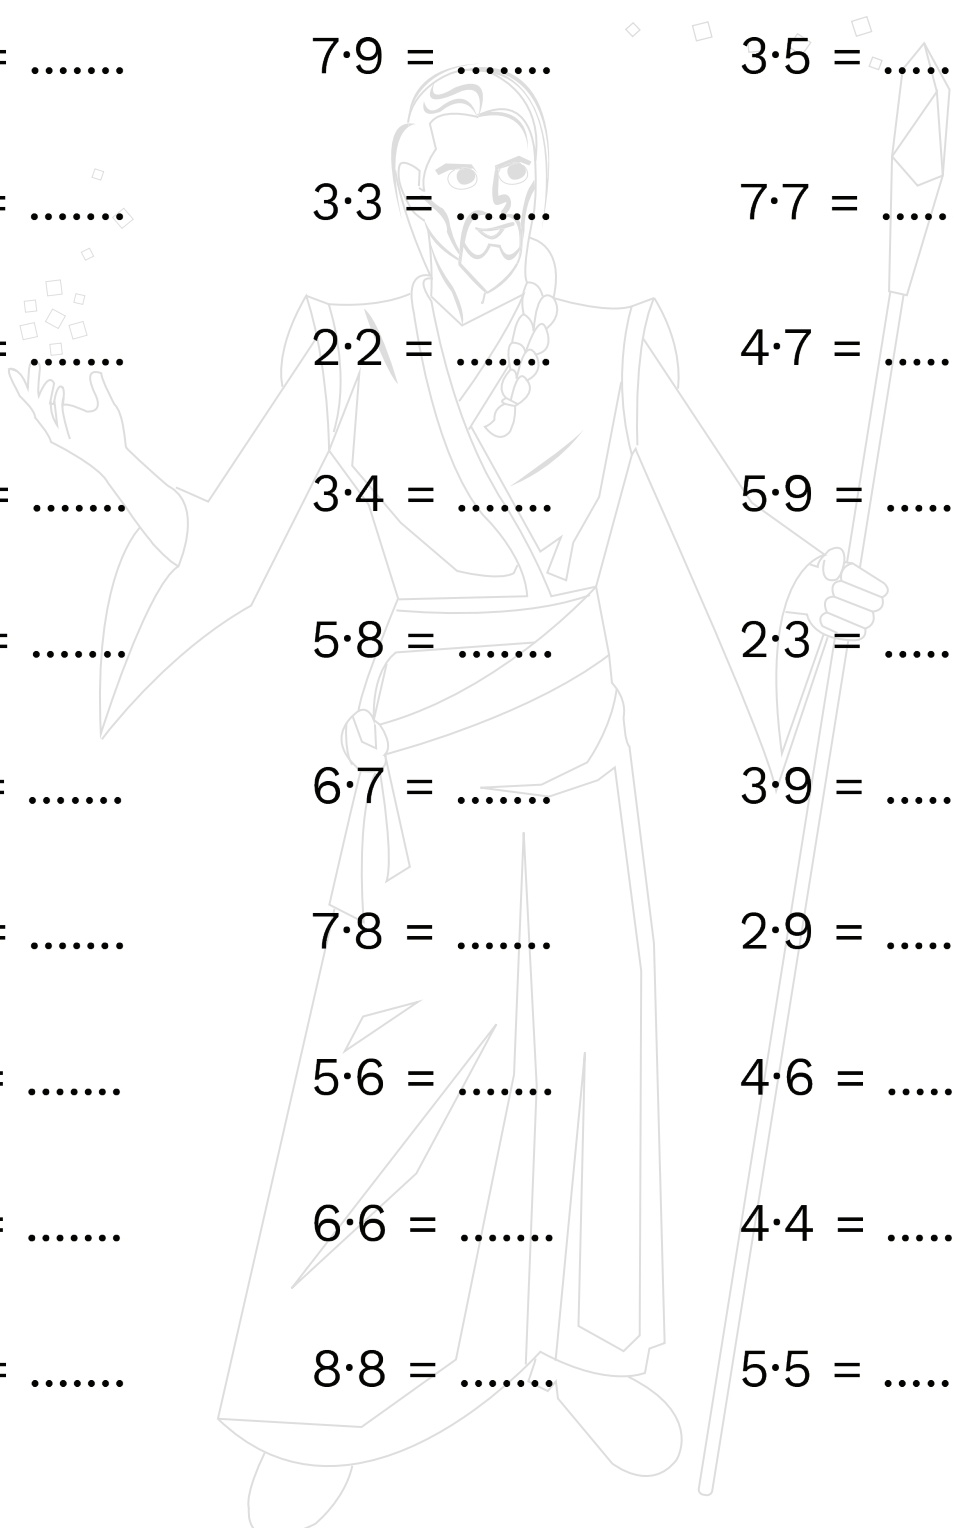 = ....... 7·9 = ....... 3·5 = .....
= ....... 3·3 = ....... 7·7 = .....
= ....... 2·2 = ....... 4·7 = .....
= ....... 3·4 = ....... 5·9 = .....
= ....... 5·8 = ....... 2·3 = .....
= ....... 6·7 = ....... 3·9 = .....
= ....... 7·8 = ....... 2·9 = .....
= ....... 5·6 = ....... 4·6 = .....
= ....... 6·6 = ....... 4·4 = .....
= ....... 8·8 = ....... 5·5 = .....